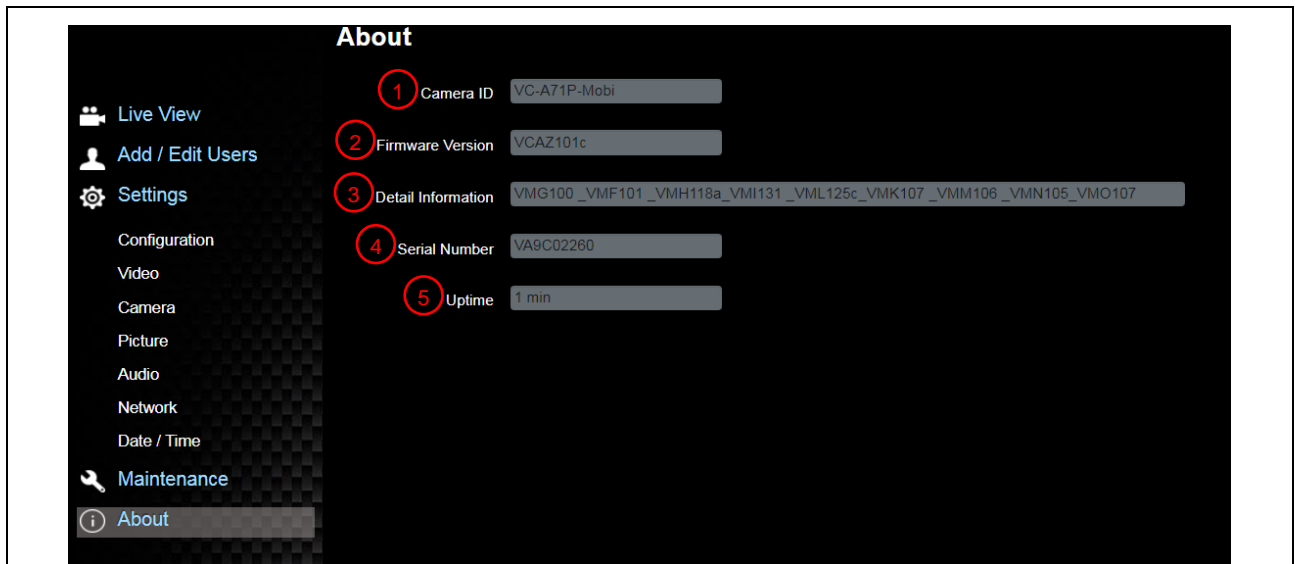 About
Live View
Add / Edit Users
Settings
Configuration
Video
Camera
Picture
Audio
Network
Date / Time
Maintenance
About
1 Camera ID VC-A71P-Mobi
2 Firmware Version VCAZ101c
3 Detail Information VMG100 _VMF101 _VMH118a_VMI131 _VML125c_VMK107 _VMM106 _VMN105_VMO107
4 Serial Number VA9C02260
5 Uptime 1 min